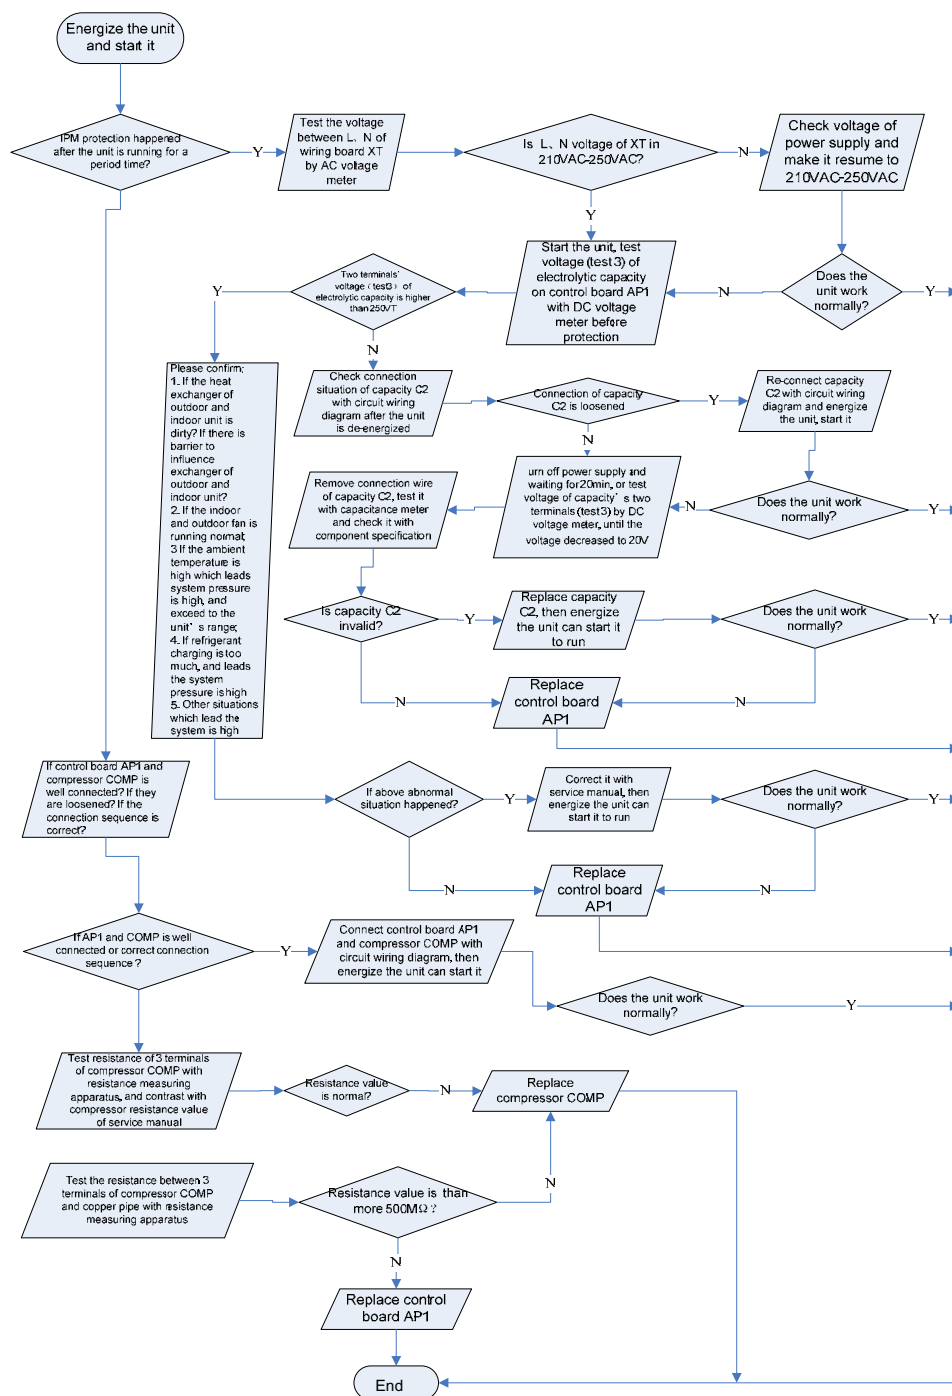 Energize the unit
and start it
IPM protection happened
after the unit is running for a
period time?
Y
Test the voltage
between L、N of
wiring board XT
by AC voltage
meter
Is L、N voltage of XT in
210VAC-250VAC?
N
Check voltage of
power supply and
make it resume to
210VAC-250VAC
Y
Start the unit, test
voltage (test 3) of
electrolytic capacity
on control board AP1
with DC voltage
meter before
protection
Does the
unit work
normally?
Y
N
Two terminals'
voltage (test3) of
electrolytic capacity is higher
than 250VT
Y
N
Please confirm:
1. If the heat
exchanger of
outdoor and
indoor unit is
dirty? If there is
barrier to
influence
exchanger of
outdoor and
indoor unit?
2. If the indoor
and outdoor fan is
running normal;
3 If the ambient
temperature is
high which leads
system pressure
is high, and
exceed to the
unit's range;
4. If refrigerant
charging is too
much, and leads
the system
pressure is high
5. Other situations
which lead the
system is high
Check connection
situation of capacity C2
with circuit wiring
diagram after the unit
is de-energized
Connection of capacity
C2 is loosened
Y
Re-connect capacity
C2 with circuit wiring
diagram and energize
the unit, start it
N
Remove connection wire
of capacity C2, test it
with capacitance meter
and check it with
component specification
urn off power supply and
waiting for 20min, or test
voltage of capacity's two
terminals (test 3) by DC
voltage meter, until the
voltage decreased to 20V
N
Does the unit work
normally?
Y
Is capacity C2
invalid?
Y
Replace capacity
C2, then energize
the unit can start it
to run
Does the unit work
normally?
Y
N
Replace
control board
AP1
N
If control board AP1 and
compressor COMP is
well connected? If they
are loosened? If the
connection sequence is
correct?
If above abnormal
situation happened?
Y
Correct it with
service manual, then
energize the unit can
start it to run
Does the unit work
normally?
Y
N
Replace
control board
AP1
N
If AP1 and COMP is well
connected or correct connection
sequence?
Y
Connect control board AP1
and compressor COMP with
circuit wiring diagram, then
energize the unit can start it
Does the unit work
normally?
Y
Test resistance of 3 terminals
of compressor COMP with
resistance measuring
apparatus, and contrast with
compressor resistance value
of service manual
Resistance value
is normal?
N
Replace
compressor COMP
Test the resistance between 3
terminals of compressor COMP
and copper pipe with resistance
measuring apparatus
Resistance value is than
more 500MΩ?
N
N
Replace control
board AP1
End